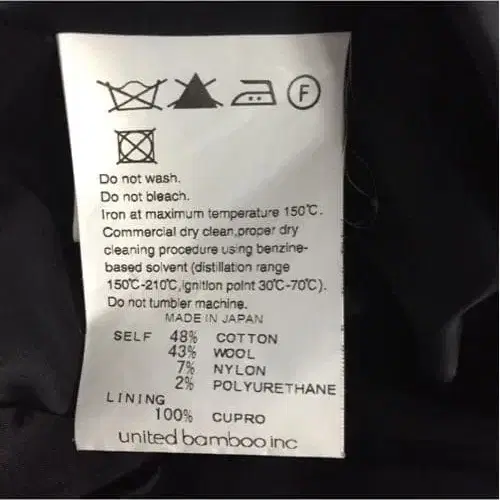 F
Do not wash.
Do not bleach.
Iron at maximum temperature 150℃.
Commercial dry clean,proper dry
cleaning procedure using benzine-
based solvent (distillation range
150℃-210℃,ignition point 30℃-70℃).
Do not tumbler machine.
MADE IN JAPAN
SELF 48% COTTON
43% WOOL
7% NYLON
2% POLYURETHANE
LINING
100% CUPRO
united bamboo inc